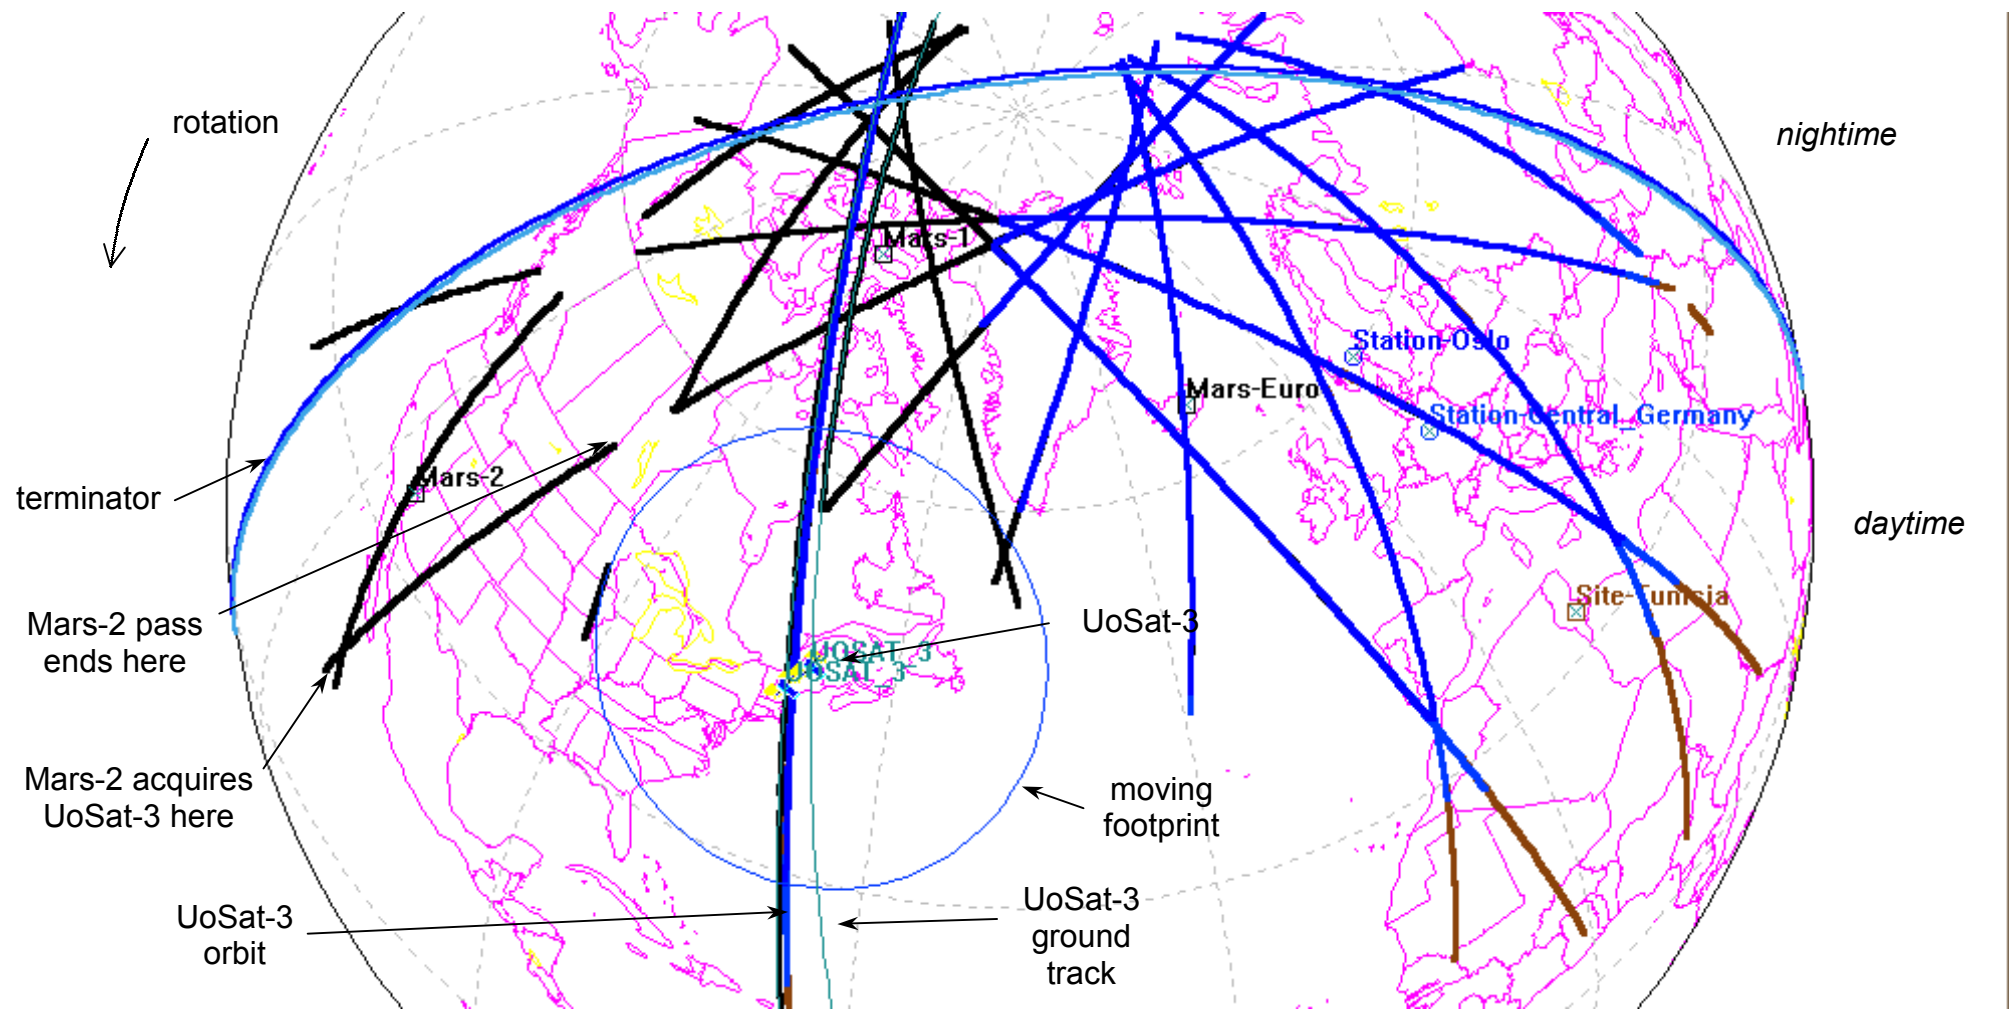 rotation
nightime
Mars-1
Station-Oslo
Mars-Euro
Station-Central_Germany
Mars-2
terminator
daytime
Site-Tunisia
Mars-2 pass
ends here
UoSat-3
UOSAT_3
UOSAT_3
Mars-2 acquires
UoSat-3 here
moving
footprint
UoSat-3
orbit
UoSat-3
ground
track